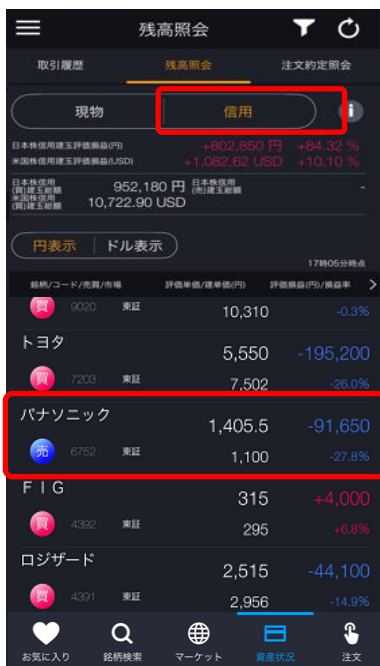 残高照会
取引履歴 残高照会 注文約定照会
現物 信用 i
日本株信用建玉評価損益(円) +802,850 円 +84.32 %
米国株信用建玉評価損益(USD) +1,082.62 USD +10.10 %
日本株信用(買)建玉総額 952,180 円 日本株信用(売)建玉総額 -
米国株信用(買)建玉総額 10,722.90 USD
円表示 ドル表示
17時05分時点
銘柄/コード/売買/市場 評価単価/建単価(円) 評価損益(円)/損益率
買 9020 東証 10,310 -0.3%
トヨタ 5,550 -195,200
買 7203 東証 7,502 -26.0%
パナソニック 1,405.5 -91,650
売 6752 東証 1,100 -27.8%
ＦＩＧ 315 +4,000
買 4392 東証 295 +6.8%
ロジザード 2,515 -44,100
買 4391 東証 2,956 -14.9%
お気に入り 銘柄検索 マーケット 資産状況 注文